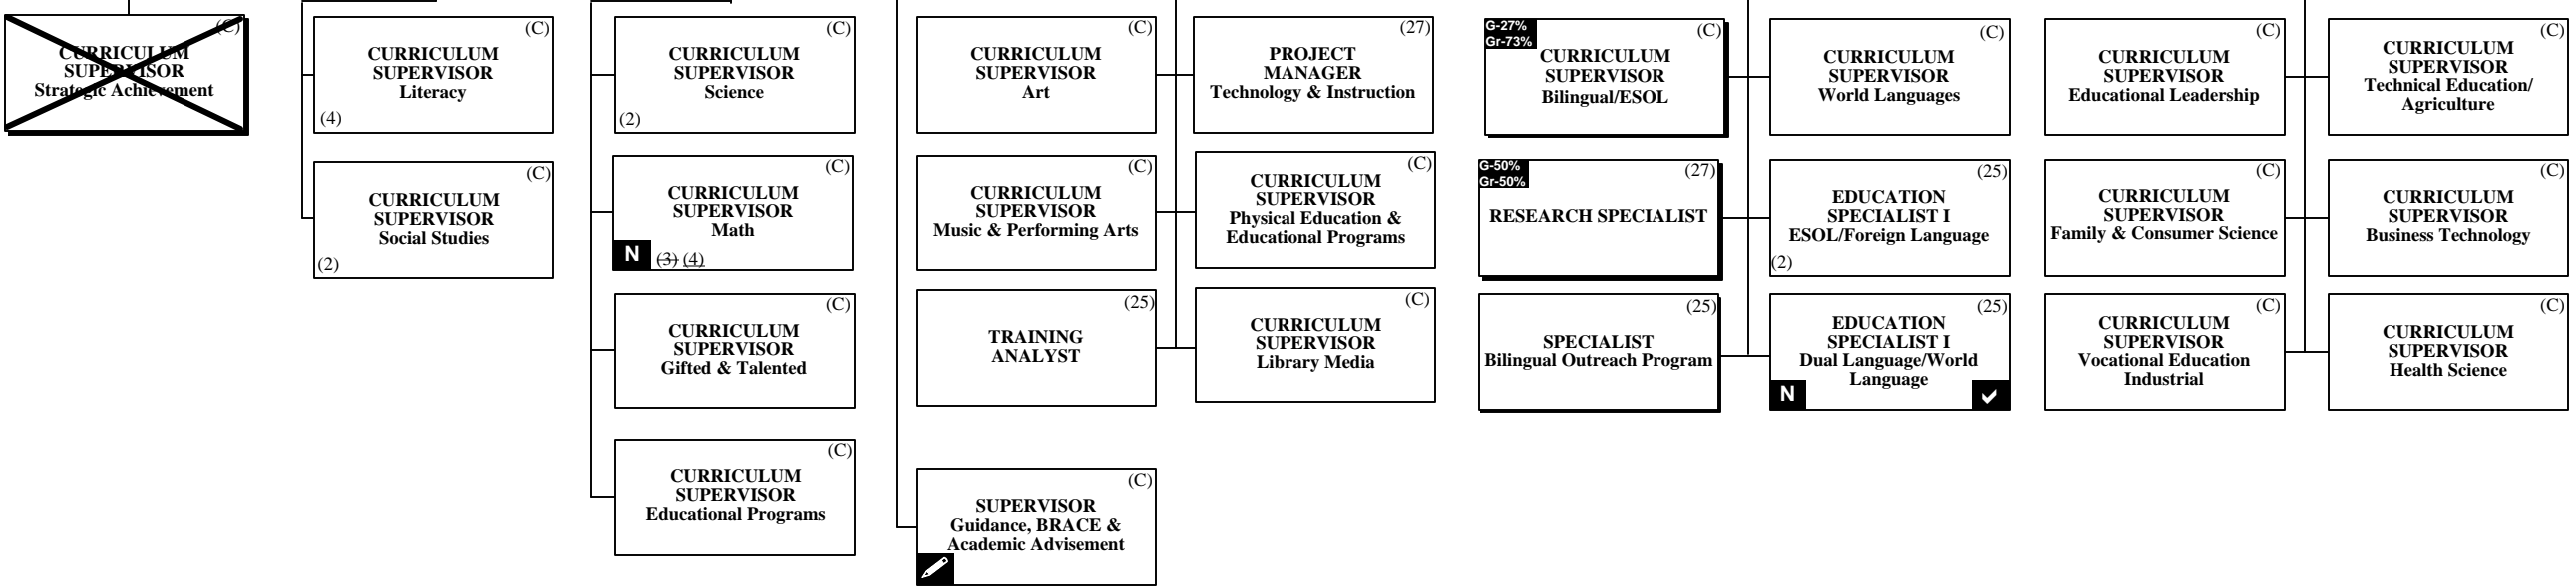 (C)
CURRICULUM
SUPERVISOR
Strategic Achievement
(C)
CURRICULUM
SUPERVISOR
Literacy
(4)
(C)
CURRICULUM
SUPERVISOR
Social Studies
(2)
(C)
CURRICULUM
SUPERVISOR
Science
(2)
(C)
CURRICULUM
SUPERVISOR
Math
N (3) (4)
(C)
CURRICULUM
SUPERVISOR
Gifted & Talented
(C)
CURRICULUM
SUPERVISOR
Educational Programs
(C)
CURRICULUM
SUPERVISOR
Art
(C)
CURRICULUM
SUPERVISOR
Music & Performing Arts
(25)
TRAINING
ANALYST
(C)
SUPERVISOR
Guidance, BRACE &
Academic Advisement
(27)
PROJECT
MANAGER
Technology & Instruction
(C)
CURRICULUM
SUPERVISOR
Physical Education &
Educational Programs
(C)
CURRICULUM
SUPERVISOR
Library Media
G-27%
Gr-73%
(C)
CURRICULUM
SUPERVISOR
Bilingual/ESOL
G-50%
Gr-50%
(27)
RESEARCH SPECIALIST
(25)
SPECIALIST
Bilingual Outreach Program
(C)
CURRICULUM
SUPERVISOR
World Languages
(25)
EDUCATION
SPECIALIST I
ESOL/Foreign Language
(2)
(25)
EDUCATION
SPECIALIST I
Dual Language/World
Language
N
(C)
CURRICULUM
SUPERVISOR
Educational Leadership
(C)
CURRICULUM
SUPERVISOR
Family & Consumer Science
(C)
CURRICULUM
SUPERVISOR
Vocational Education
Industrial
(C)
CURRICULUM
SUPERVISOR
Technical Education/
Agriculture
(C)
CURRICULUM
SUPERVISOR
Business Technology
(C)
CURRICULUM
SUPERVISOR
Health Science